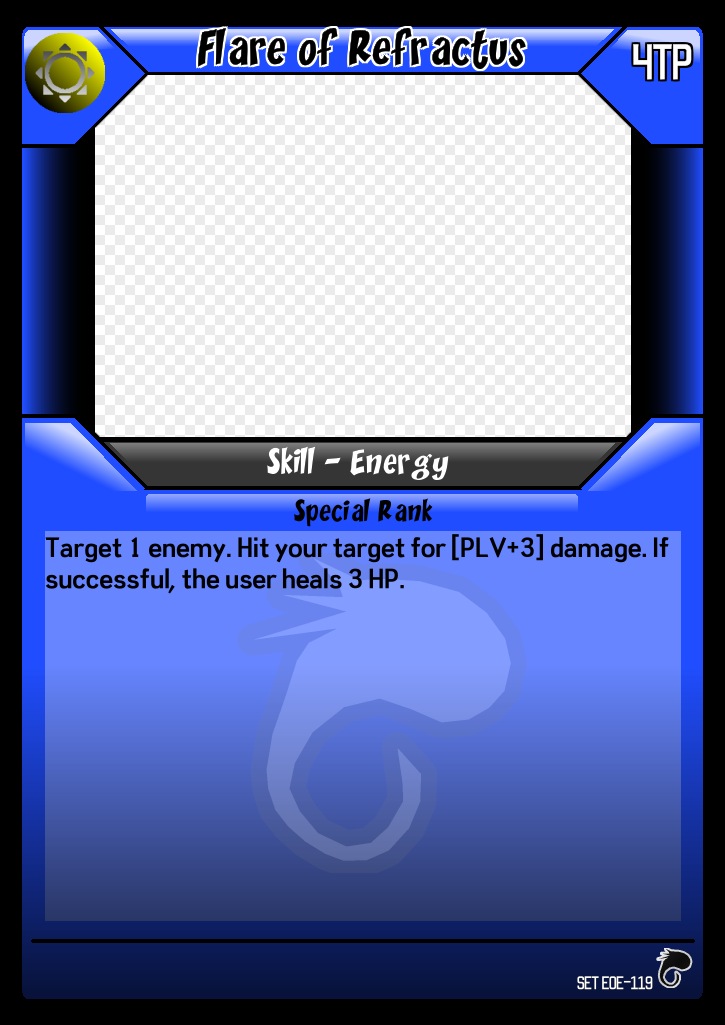 Flare of Refractus
4TP
Skill - Energy
Special Rank
Target 1 enemy. Hit your target for [PLV+3] damage. If
successful, the user heals 3 HP.
SET EOE-119